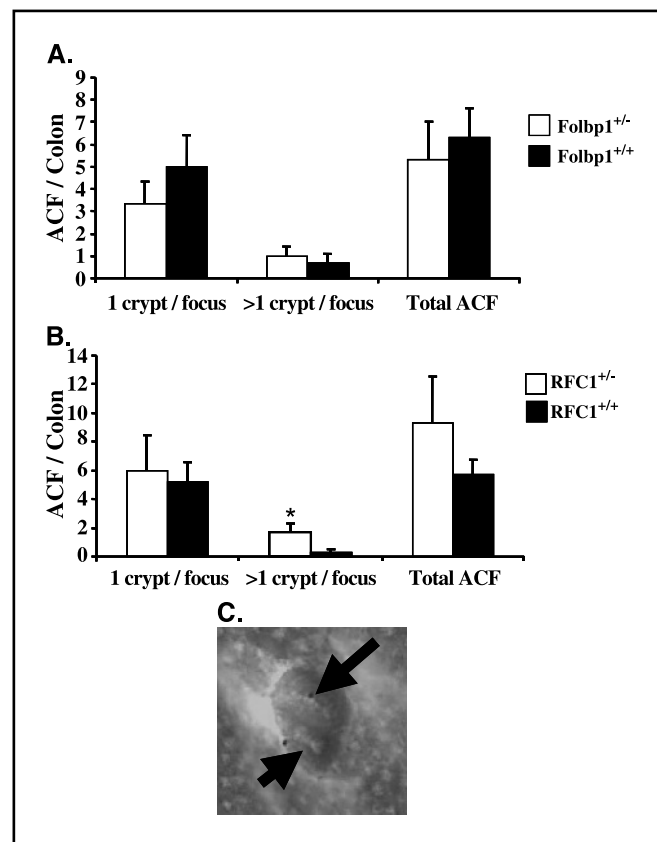 A.
9
8
7
6
5
4
3
2
1
0
ACF / Colon
Folbp1+/-
Folbp1+/+
1 crypt / focus
>1 crypt / focus
Total ACF
B.
14
12
10
8
6
4
2
0
ACF / Colon
*
RFC1+/-
RFC1+/+
1 crypt / focus
>1 crypt / focus
Total ACF
C.